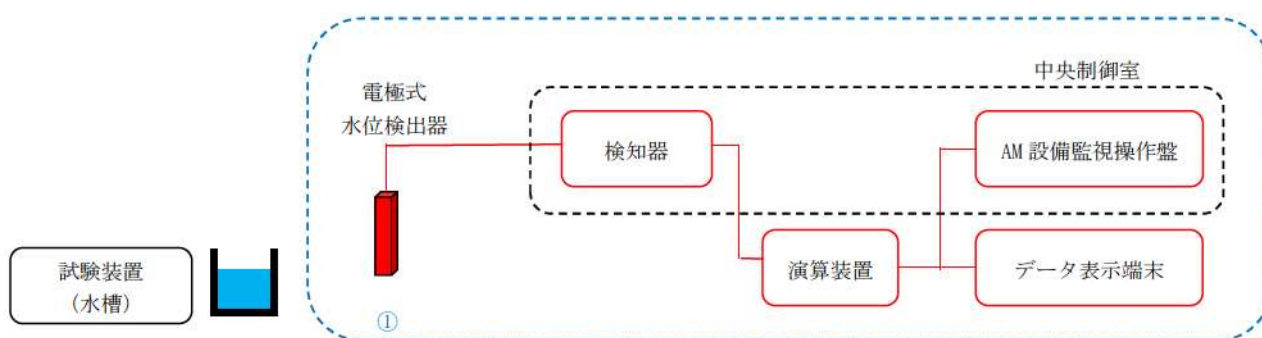 中央制御室
電極式
水位検出器
検知器
AM 設備監視操作盤
試験装置
(水槽)
演算装置
データ表示端末
①